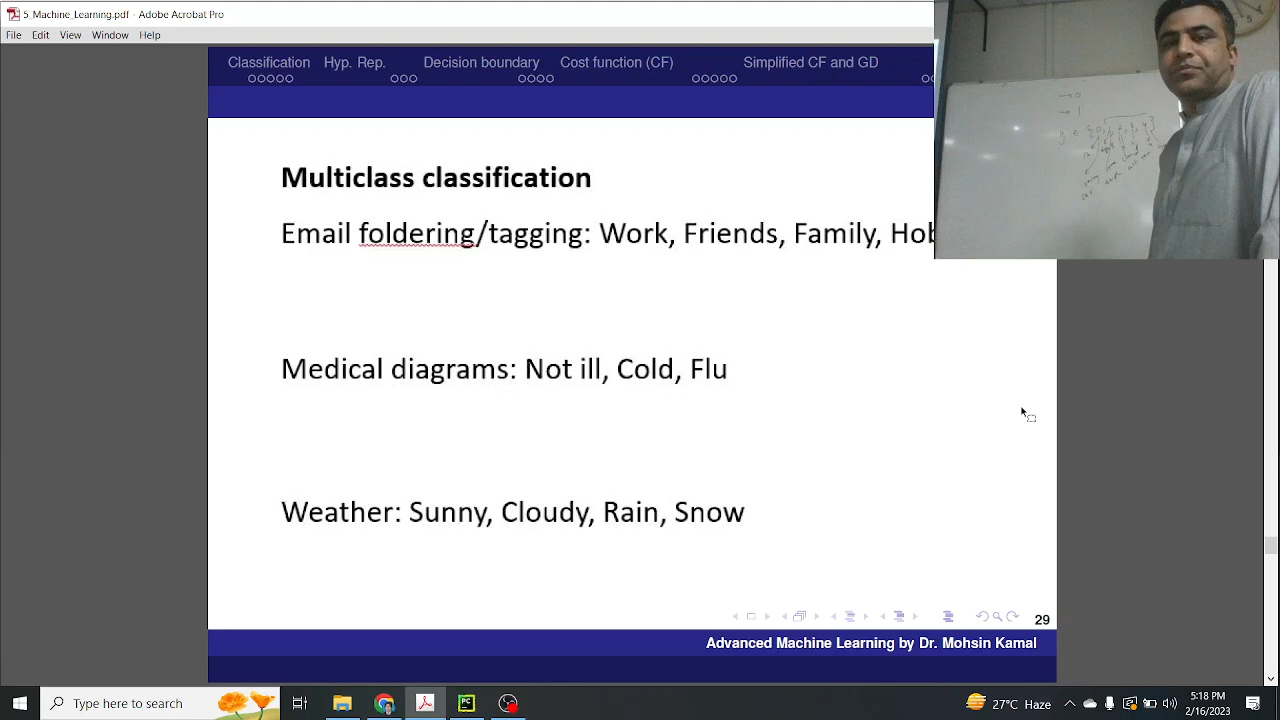 5_Machine_Learning.pdf - Adobe Acrobat Pro
File Edit View Window Help
Classification Hyp. Rep. Decision boundary Cost function (CF) Simplified CF and GD
Multiclass classification
Email foldering/tagging: Work, Friends, Family, Hob
Medical diagrams: Not ill, Cold, Flu
Weather: Sunny, Cloudy, Rain, Snow
29
Advanced Machine Learning by Dr. Mohsin Kamal
Type here to search
27°C Haze
5:18 PM
2/16/2023